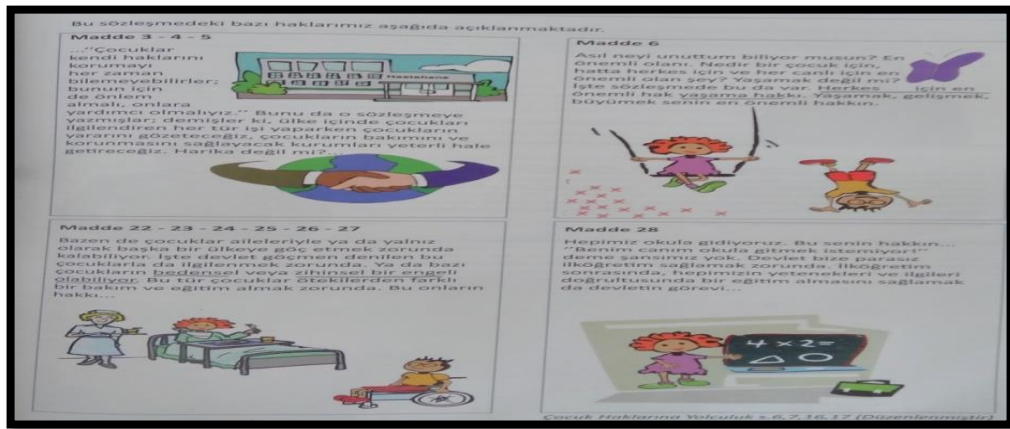 Bu sözleşmedeki bazı haklarımız aşağıda açıklanmaktadır.
Madde 3 - 4 - 5
..."Çocuklar
kendi haklarını
korumayı
her zaman
bilemeyebilirler;
bunun için
de önlem
almalı, onlara
yardımcı olmalıyız." Bunu da o sözleşmeye
yazmışlar; demişler ki, ülke içinde çocukları
ilgilendiren her tür işi yaparken çocukların
yararını gözeteceğiz, çocukların bakımını ve
korunmasını sağlayacak kurumları yeterli hale
getireceğiz. Harika değil mi?...
Hastahane
Madde 6
Asıl neyi unuttum biliyor musun? En
önemli olanı. Nedir bir çocuk için,
hatta herkes için ve her canlı için en
önemli olan şey? Yaşamak değil mi?
İşte sözleşmede bu da var. Herkes için en
önemli hak yaşama hakkı. Yaşamak, gelişmek,
büyümek senin en önemli hakkın.
Madde 22 - 23 - 24 - 25 - 26 - 27
Bazen de çocuklar aileleriyle ya da yalnız
olarak başka bir ülkeye göç etmek zorunda
kalabiliyor. İşte devlet göçmen denilen bu
çocuklarla da ilgilenmek zorunda. Ya da bazı
çocukların bedensel veya zihinsel bir engeli
olabiliyor. Bu tür çocuklar ötekilerden farklı
bir bakım ve eğitim almak zorunda. Bu onların
hakkı...
Madde 28
Hepimiz okula gidiyoruz. Bu senin hakkın...
"Benim canım okula gitmek istemiyor!"
deme şansımız yok. Devlet bize parasız
ilköğretim sağlamak zorunda. İlköğretim
sonrasında, hepimizin yetenekleri ve ilgileri
doğrultusunda bir eğitim almasını sağlamak
da devletin görevi...
4 x 2=
Çocuk Haklarına Yolculuk s.6,7,16,17 (Düzenlenmiştir)